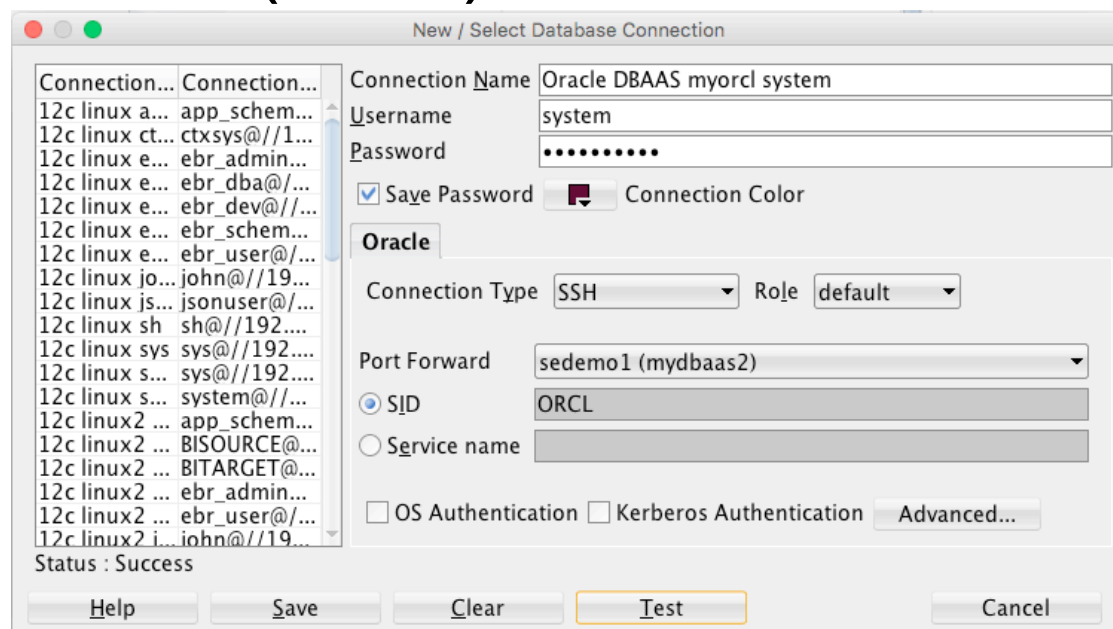 New / Select Database Connection
Connection... Connection...
12c linux a... app_schem...
12c linux ct... ctxsys@//1...
12c linux e... ebr_admin...
12c linux e... ebr_dba@/...
12c linux e... ebr_dev@//...
12c linux e... ebr_schem...
12c linux e... ebr_user@/...
12c linux jo... john@//19...
12c linux js... jsonuser@/...
12c linux sh sh@//192....
12c linux sys sys@//192....
12c linux s... sys@//192....
12c linux s... system@//...
12c linux2 ... app_schem...
12c linux2 ... BISOURCE@...
12c linux2 ... BITARGET@...
12c linux2 ... ebr_admin...
12c linux2 ... ebr_user@/...
12c linux2 j... john@//19...
Connection Name Oracle DBAAS myorcl system
Username system
Password ••••••••••
Save Password Connection Color
Oracle
Connection Type SSH Role default
Port Forward sedemo1 (mydbaas2)
SID ORCL
Service name
OS Authentication Kerberos Authentication Advanced...
Status : Success
Help Save Clear Test Cancel